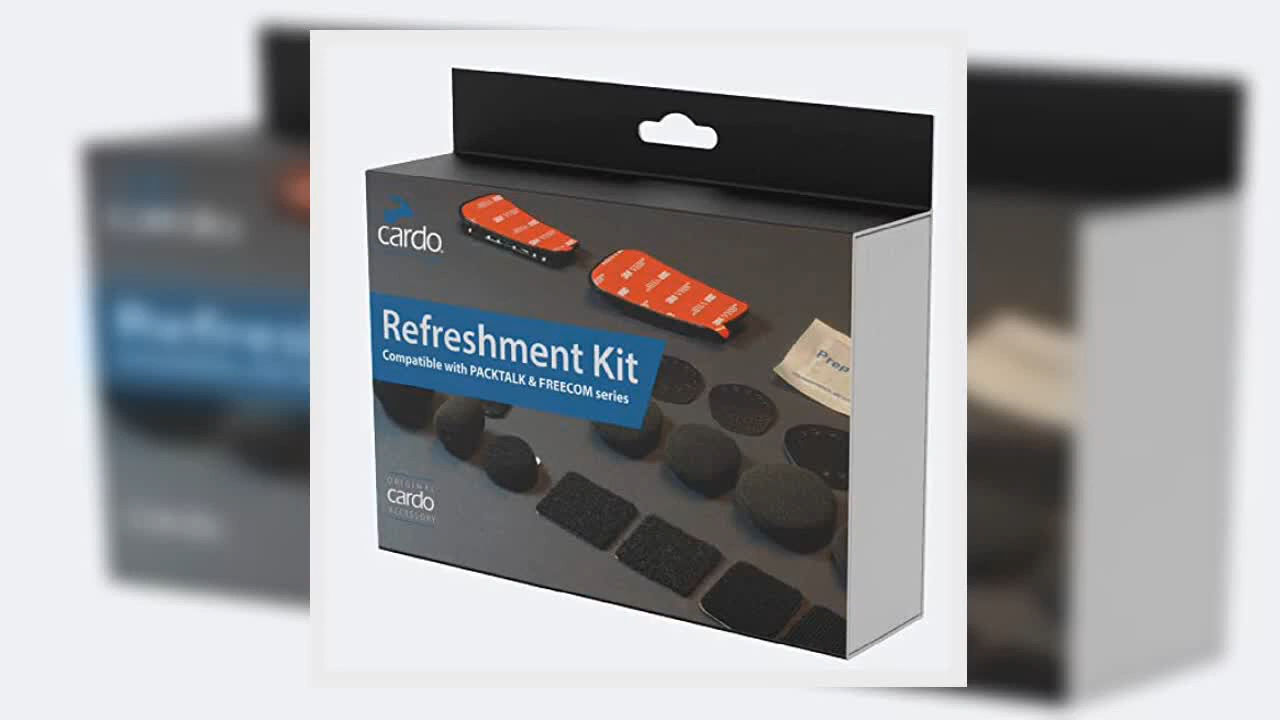 cardo
Refreshment Kit
Compatible with PACKTALK & FREECOM series
Prep
ORIGINAL
cardo
ACCESSORY